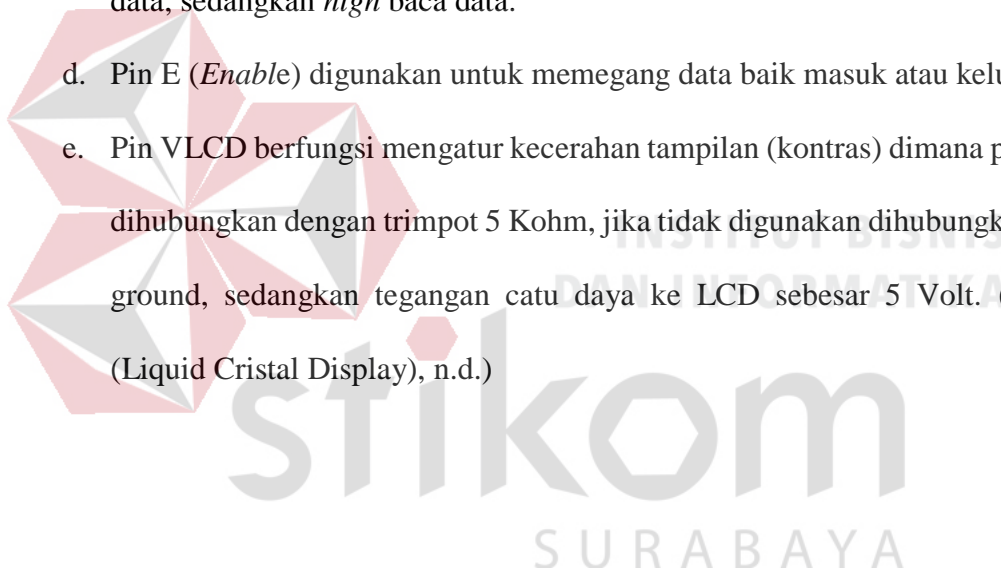 data, sedangkan high baca data.
d. Pin E (Enable) digunakan untuk memegang data baik masuk atau
e. Pin VLCD berfungsi mengatur kecerahan tampilan (kontras) dimana
dihubungkan dengan trimpot 5 Kohm, jika tidak digunakan
ground, sedangkan tegangan catu daya ke LCD sebesar 5 Volt. (
(Liquid Cristal Display), n.d.)
INSTITUT BISNIS
DAN INFORMATIKA
stikom
SURABAYA